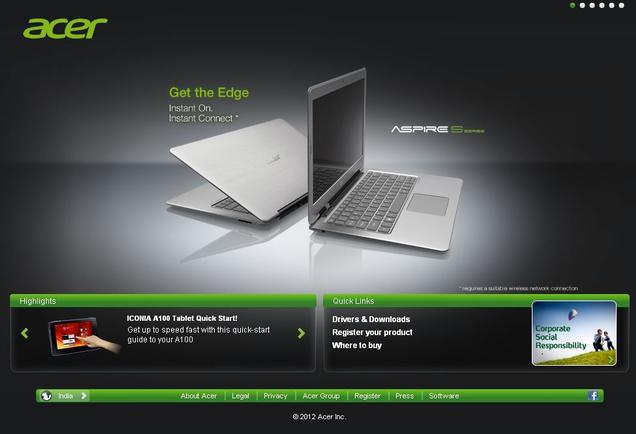 acer
Get the Edge
Instant On.
Instant Connect *
ASPIRE S SERIES
* requires a suitable wireless network connection
Highlights
ICONIA A100 Tablet Quick Start!
Get up to speed fast with this quick-start
guide to your A100
Quick Links
Drivers & Downloads
Register your product
Where to buy
Corporate
Social
Responsibility
India
About Acer | Legal | Privacy | Acer Group | Register | Press | Software
© 2012 Acer Inc.